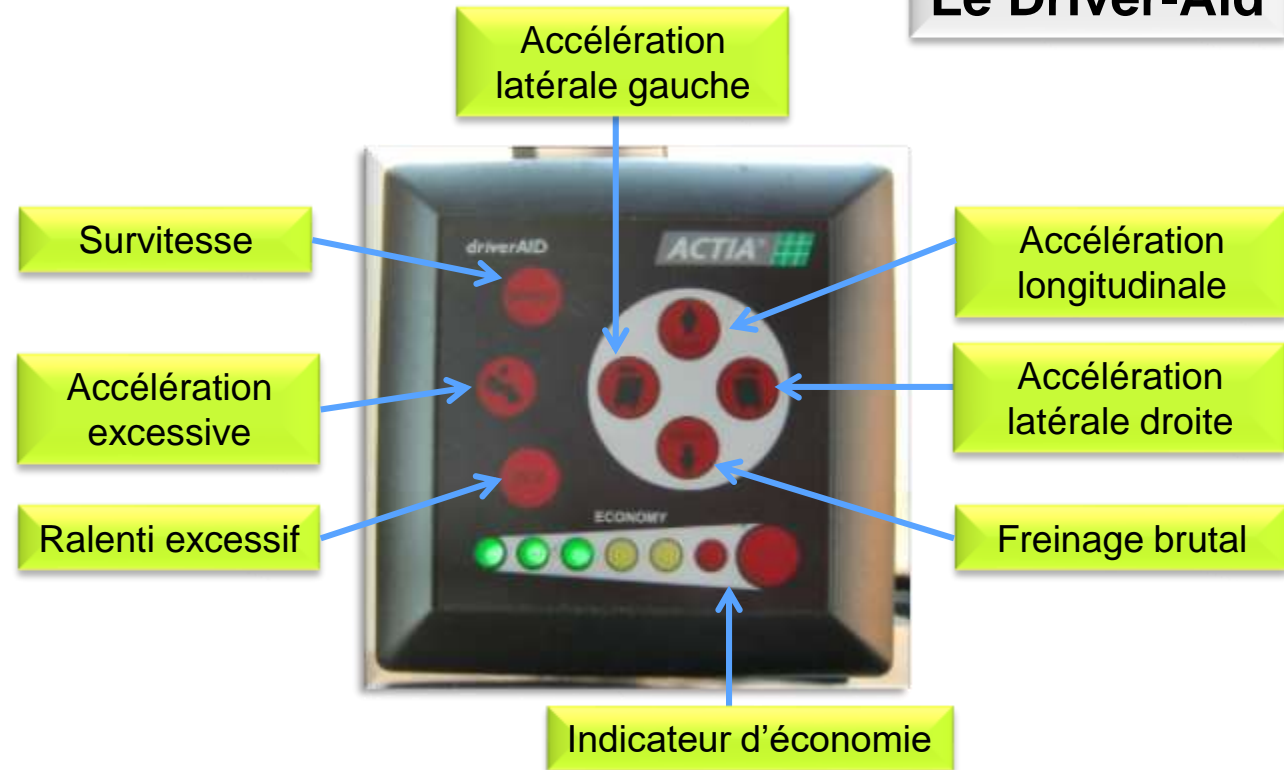 Le Driver-Aid
Accélération
latérale gauche
Survitesse
driverAID
ACTIA®
Accélération
longitudinale
Accélération
excessive
Accélération
latérale droite
Ralenti excessif
ECONOMY
Freinage brutal
Indicateur d’économie